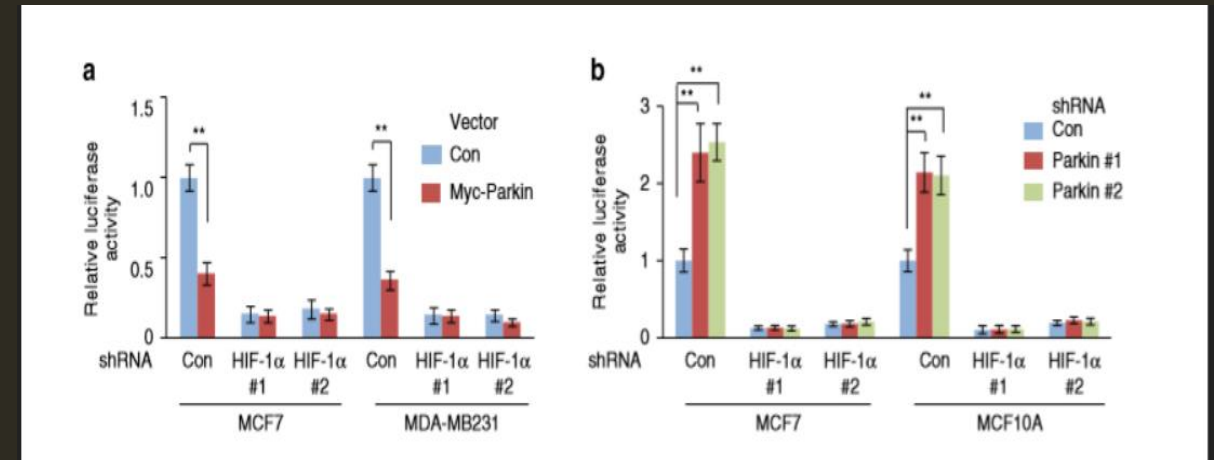 a
1.5
1.0
0.5
0
Relative luciferase
activity
**
**
Vector
Con
Myc-Parkin
shRNA Con HIF-1α HIF-1α Con HIF-1α HIF-1α
#1 #2 #1 #2
MCF7 MDA-MB231
b
3
2
1
0
Relative luciferase
activity
**
**
**
**
shRNA
Con
Parkin #1
Parkin #2
shRNA Con HIF-1α HIF-1α Con HIF-1α HIF-1α
#1 #2 #1 #2
MCF7 MCF10A